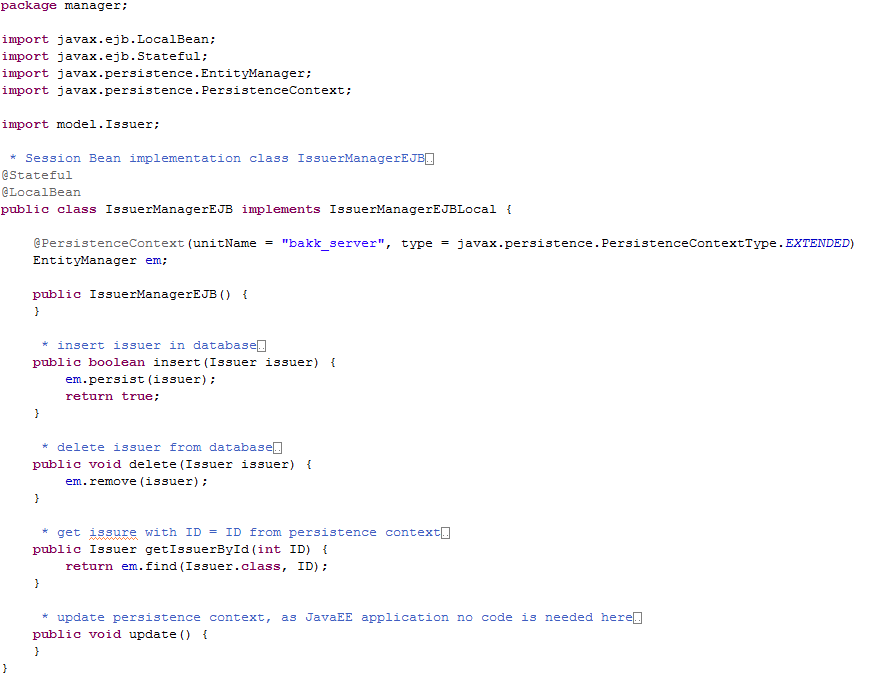 package manager;
import javax.ejb.LocalBean;
import javax.ejb.Stateful;
import javax.persistence.EntityManager;
import javax.persistence.PersistenceContext;
import model.Issuer;
* Session Bean implementation class IssuerManagerEJB
@Stateful
@LocalBean
public class IssuerManagerEJB implements IssuerManagerEJBLocal {
@PersistenceContext(unitName = "bakk_server", type = javax.persistence.PersistenceContextType.EXTENDED)
EntityManager em;
public IssuerManagerEJB() {
}
* insert issuer in database
public boolean insert(Issuer issuer) {
em.persist(issuer);
return true;
}
* delete issuer from database
public void delete(Issuer issuer) {
em.remove(issuer);
}
* get issure with ID = ID from persistence context
public Issuer getIssuerById(int ID) {
return em.find(Issuer.class, ID);
}
* update persistence context, as JavaEE application no code is needed here
public void update() {
}
}